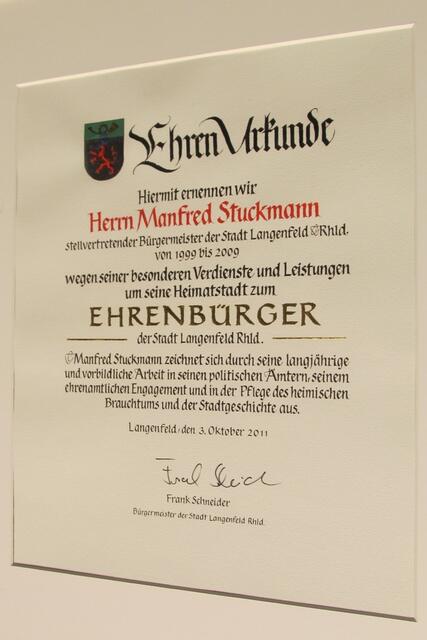 EhrenUrkunde
Hiermit ernennen wir
Herrn Manfred Stuckmann
stellvertretender Bürgermeister der Stadt Langenfeld Rhld.
von 1999 bis 2009
wegen seiner besonderen Verdienste und Leistungen
um seine Heimatstadt zum
EHRENBÜRGER
der Stadt Langenfeld Rhld.
Manfred Stuckmann zeichnet sich durch seine langjährige
und vorbildliche Arbeit in seinen politischen Ämtern, seinem
ehrenamtlichen Engagement und in der Pflege des heimischen
Brauchtums und der Stadtgeschichte aus.
Langenfeld, den 3. Oktober 2011
Frank Schneider
Bürgermeister der Stadt Langenfeld Rhld.